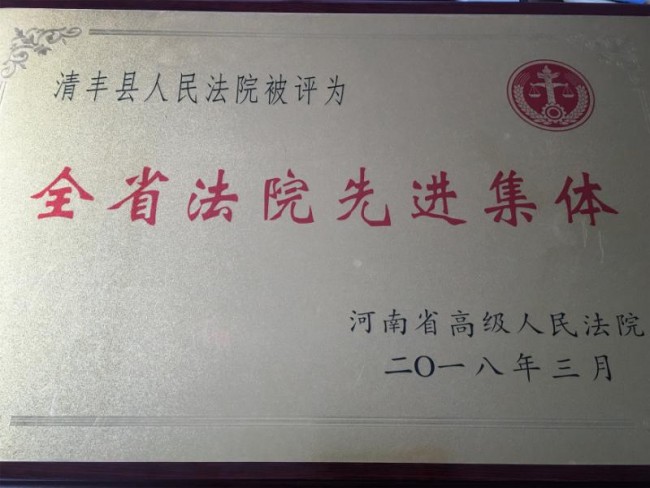 清丰县人民法院被评为
全省法院先进集体
河南省高级人民法院
二〇一八年三月